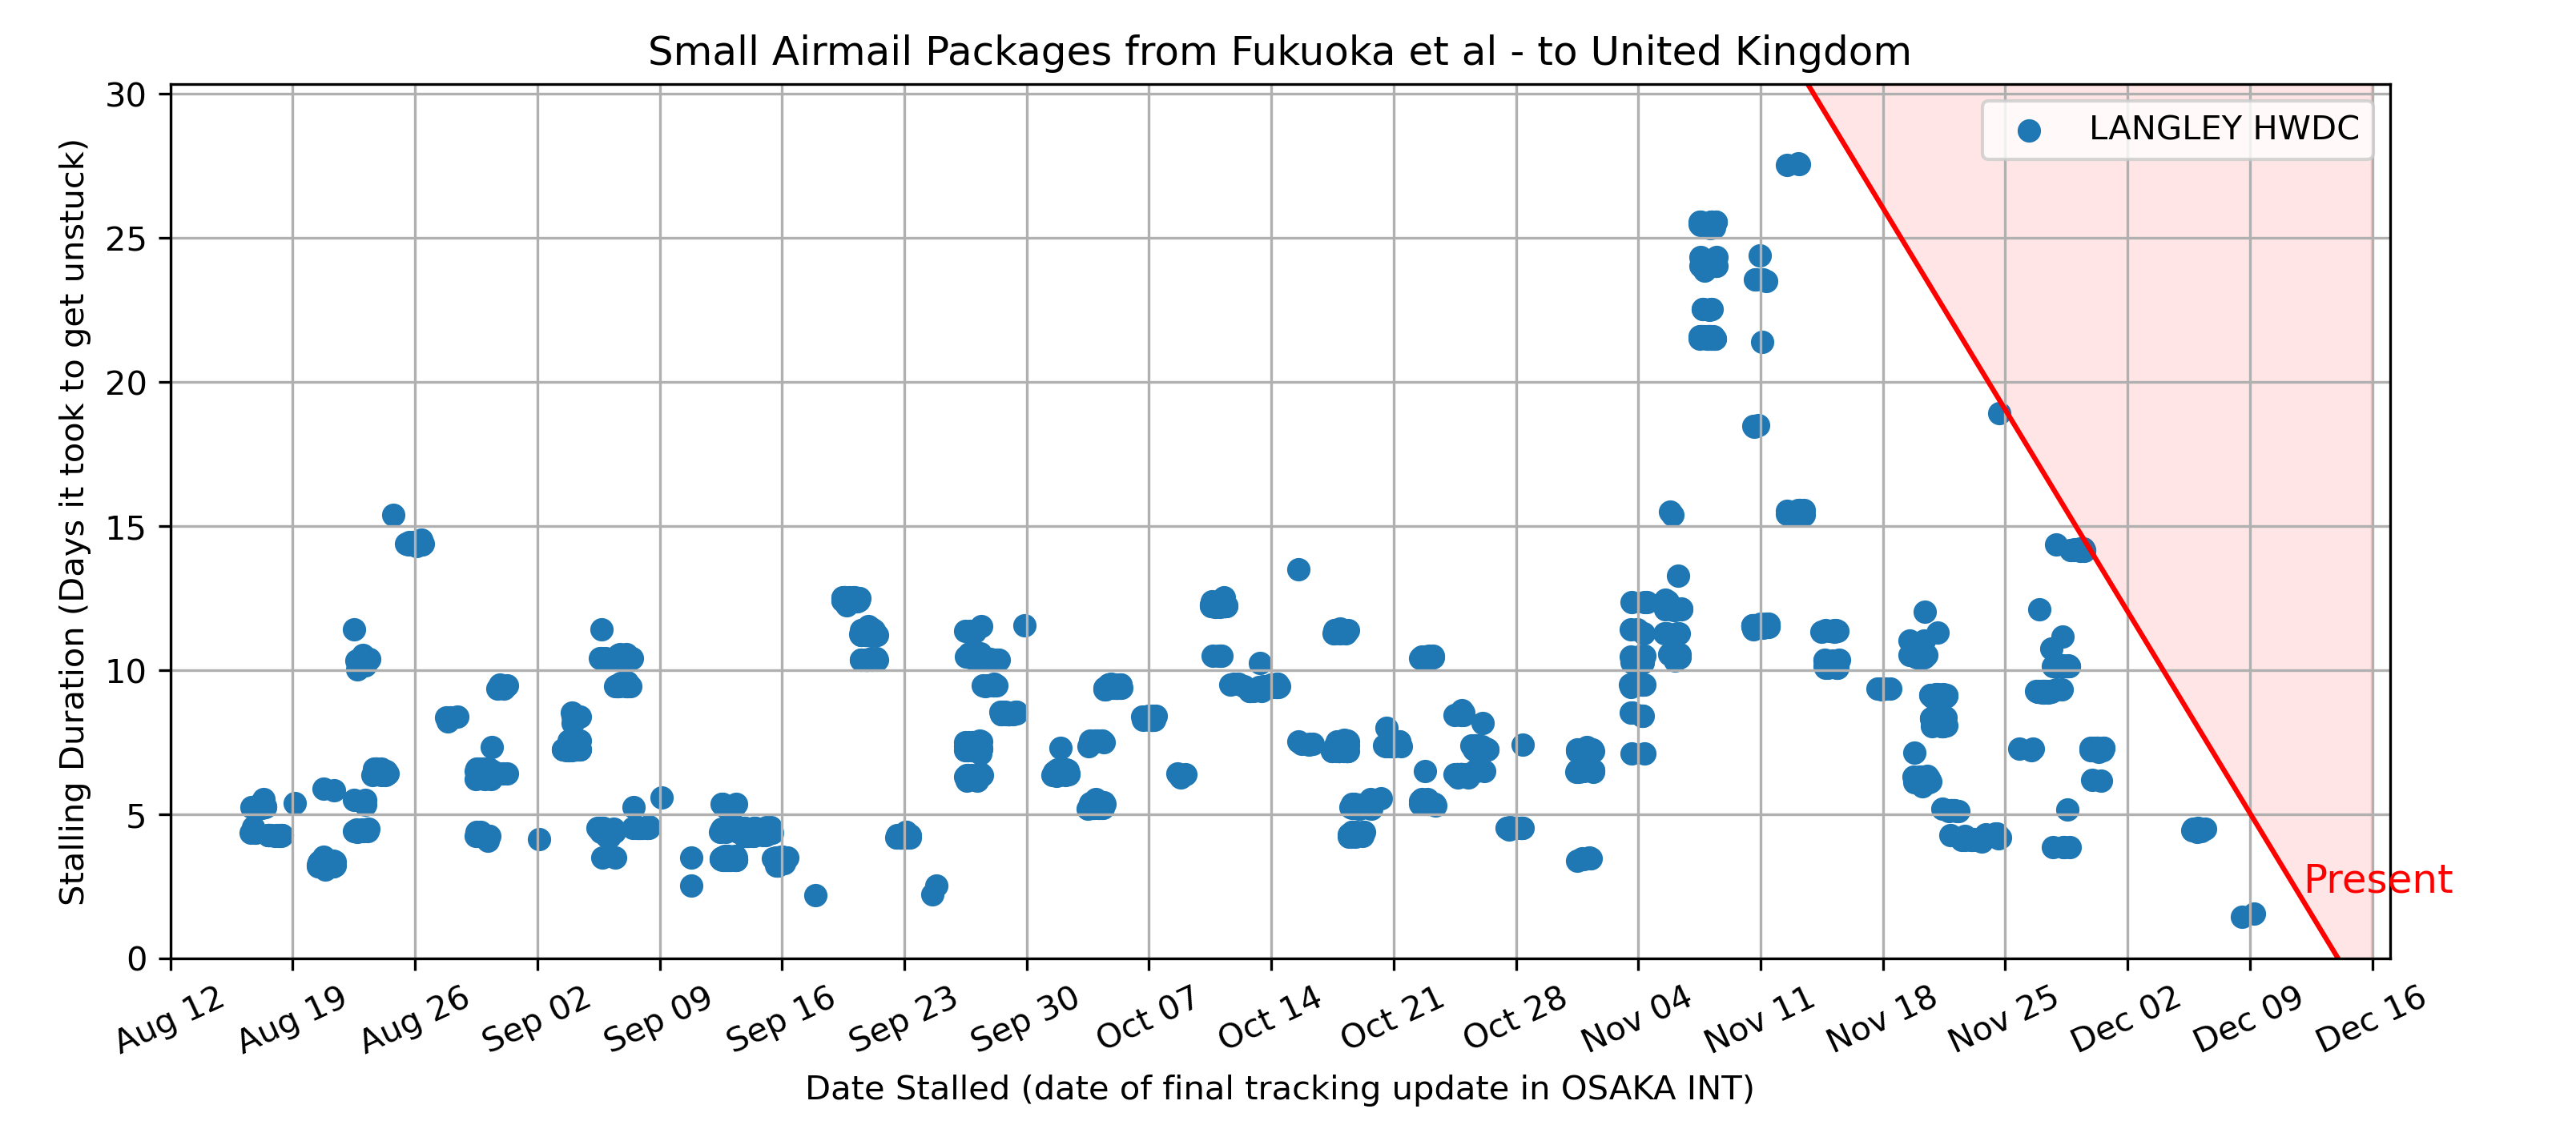 Small Airmail Packages from Fukuoka et al - to United Kingdom
30
25
20
15
10
5
0
Stalling Duration (Days it took to get unstuck)
LANGLEY HWDC
Present
Aug 12
Aug 19
Aug 26
Sep 02
Sep 09
Sep 16
Sep 23
Sep 30
Oct 07
Oct 14
Oct 21
Oct 28
Nov 04
Nov 11
Nov 18
Nov 25
Dec 02
Dec 09
Dec 16
Date Stalled (date of final tracking update in OSAKA INT)